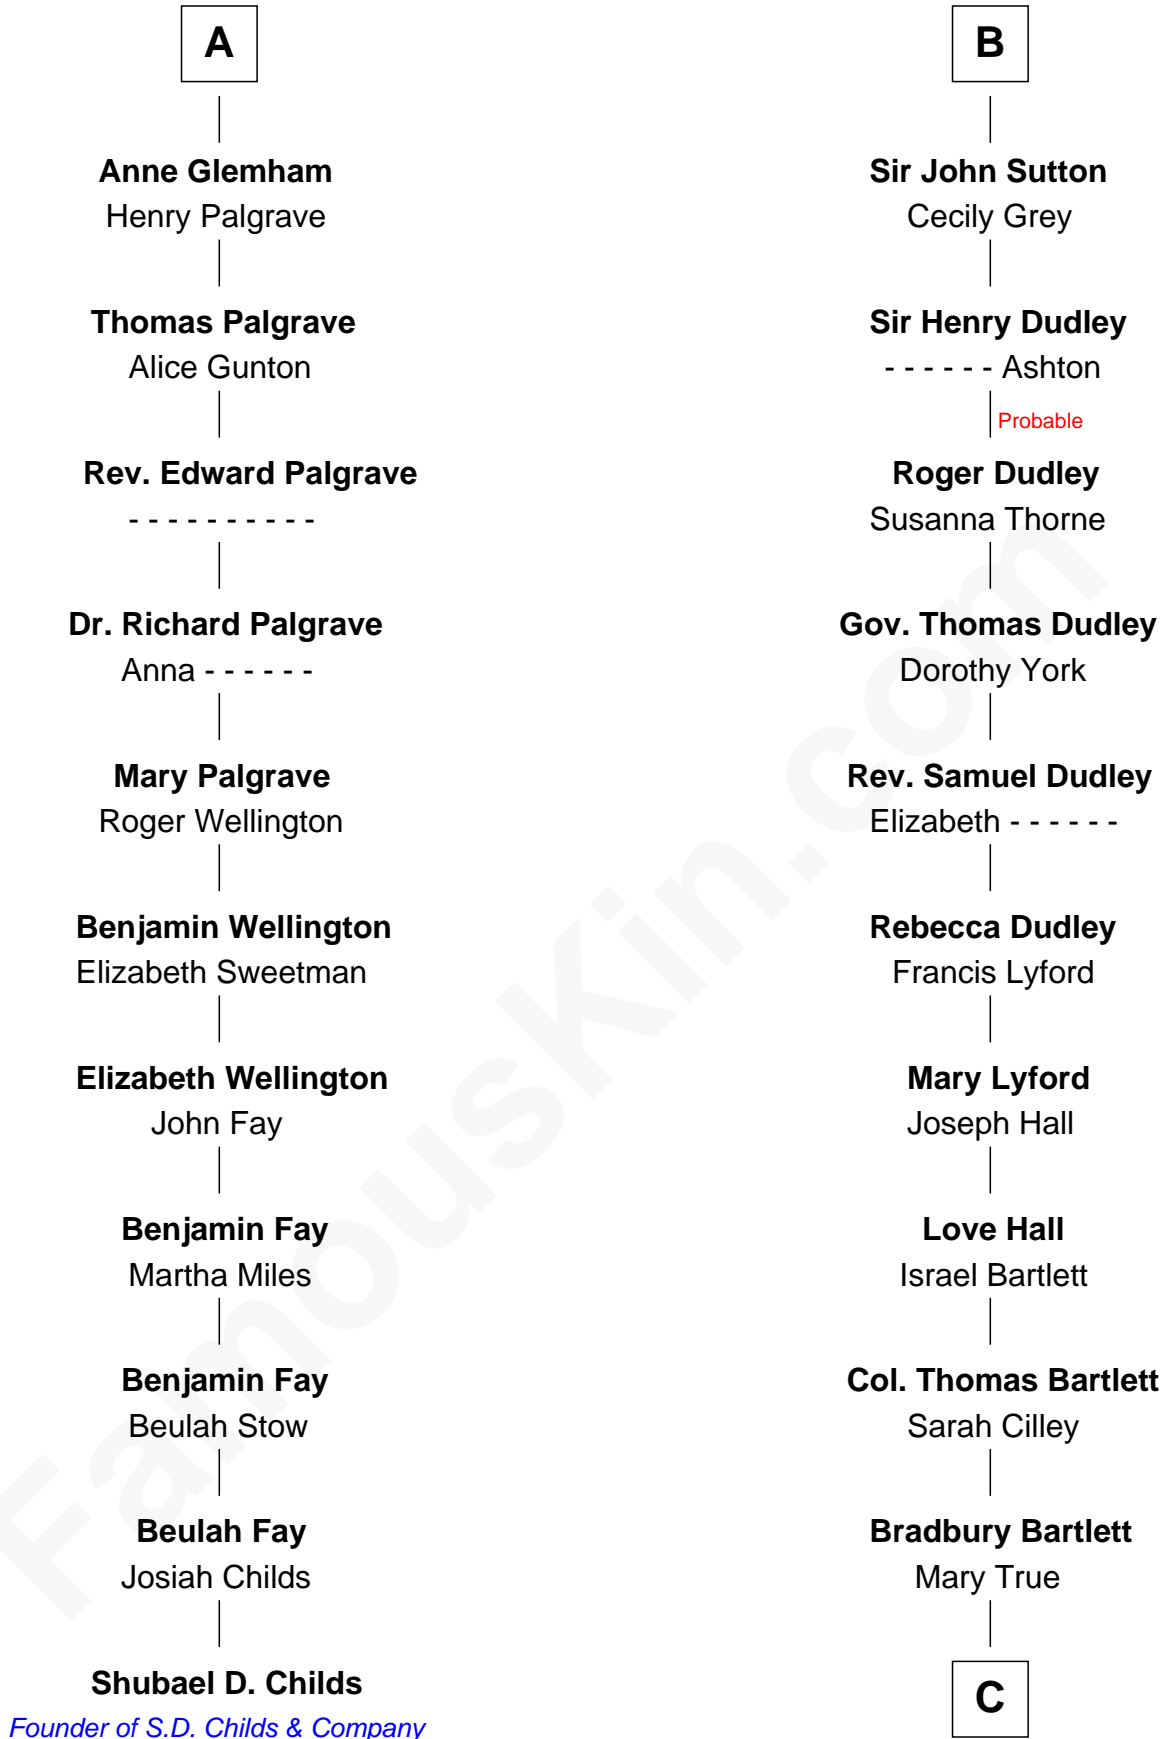 A
Anne Glemham
Henry Palgrave
Thomas Palgrave
Alice Gunton
Rev. Edward Palgrave
- - - - - - - - - -
Dr. Richard Palgrave
Anna - - - - - -
Mary Palgrave
Roger Wellington
Benjamin Wellington
Elizabeth Sweetman
Elizabeth Wellington
John Fay
Benjamin Fay
Martha Miles
Benjamin Fay
Beulah Stow
Beulah Fay
Josiah Childs
Shubael D. Childs
Founder of S.D. Childs & Company
B
Sir John Sutton
Cecily Grey
Sir Henry Dudley
- - - - - - Ashton
Probable
Roger Dudley
Susanna Thorne
Gov. Thomas Dudley
Dorothy York
Rev. Samuel Dudley
Elizabeth - - - - - -
Rebecca Dudley
Francis Lyford
Mary Lyford
Joseph Hall
Love Hall
Israel Bartlett
Col. Thomas Bartlett
Sarah Cilley
Bradbury Bartlett
Mary True
C
FamousKin.com